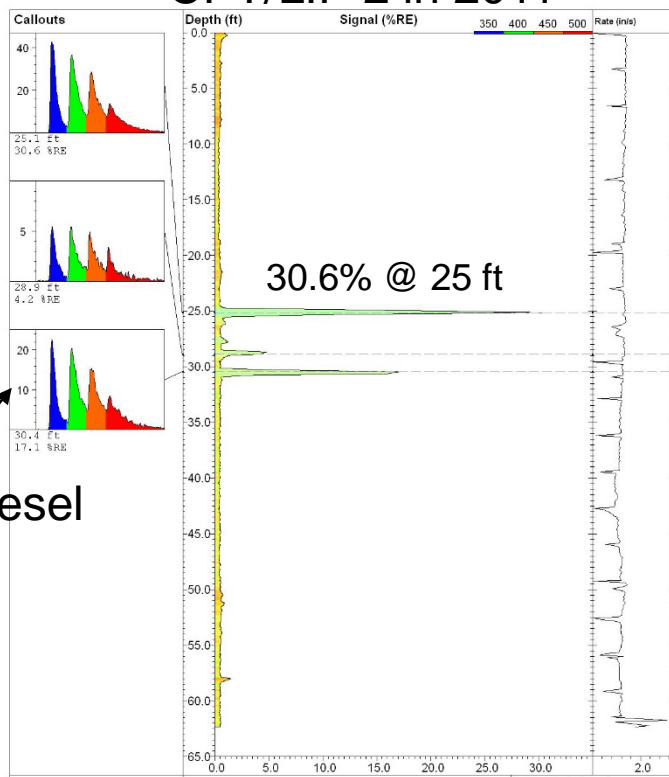 Callouts
Depth (ft)
Signal (%RE)
350 400 450 500
Rate (in/s)
40
20
25.1 ft
30.6 %RE
5
28.9 ft
4.2 %RE
20
10
30.4 ft
17.1 %RE
esel
0.0
5.0
10.0
15.0
20.0
25.0
30.0
35.0
40.0
45.0
50.0
55.0
60.0
65.0
30.6% @ 25 ft
0.0 5.0 10.0 15.0 20.0 25.0 30.0
2.0